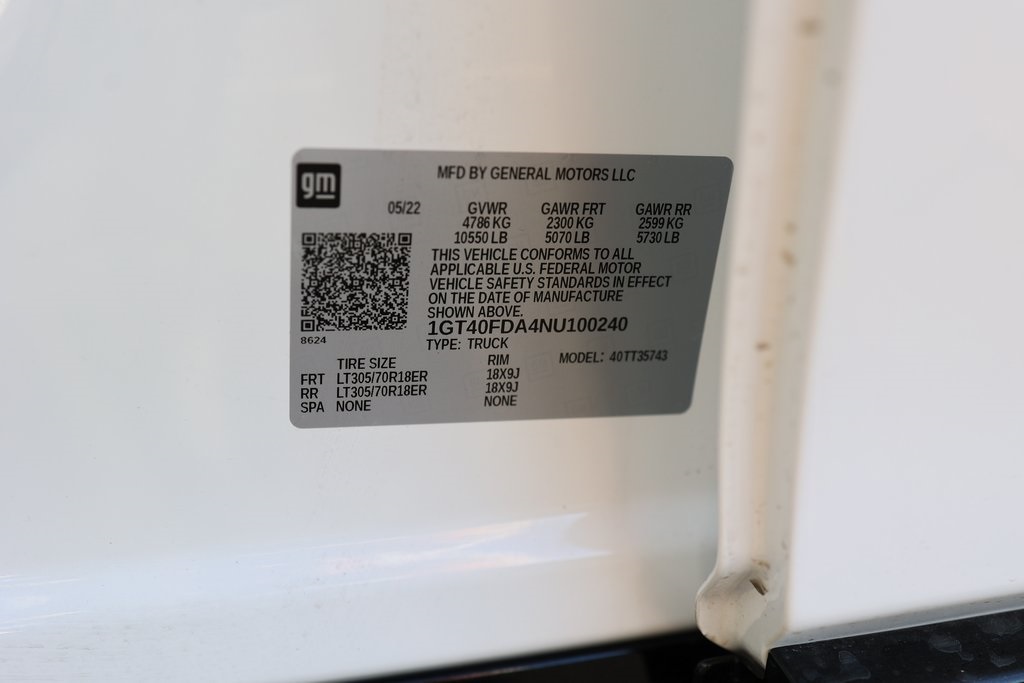 gm
MFD BY GENERAL MOTORS LLC
05/22 GVWR GAWR FRT GAWR RR
4786 KG 2300 KG 2599 KG
10550 LB 5070 LB 5730 LB
THIS VEHICLE CONFORMS TO ALL
APPLICABLE U.S. FEDERAL MOTOR
VEHICLE SAFETY STANDARDS IN EFFECT
ON THE DATE OF MANUFACTURE
SHOWN ABOVE.
1GT40FDA4NU100240
8624
TYPE: TRUCK
TIRE SIZE RIM MODEL: 40TT35743
FRT LT305/70R18ER 18X9J
RR LT305/70R18ER 18X9J
SPA NONE NONE